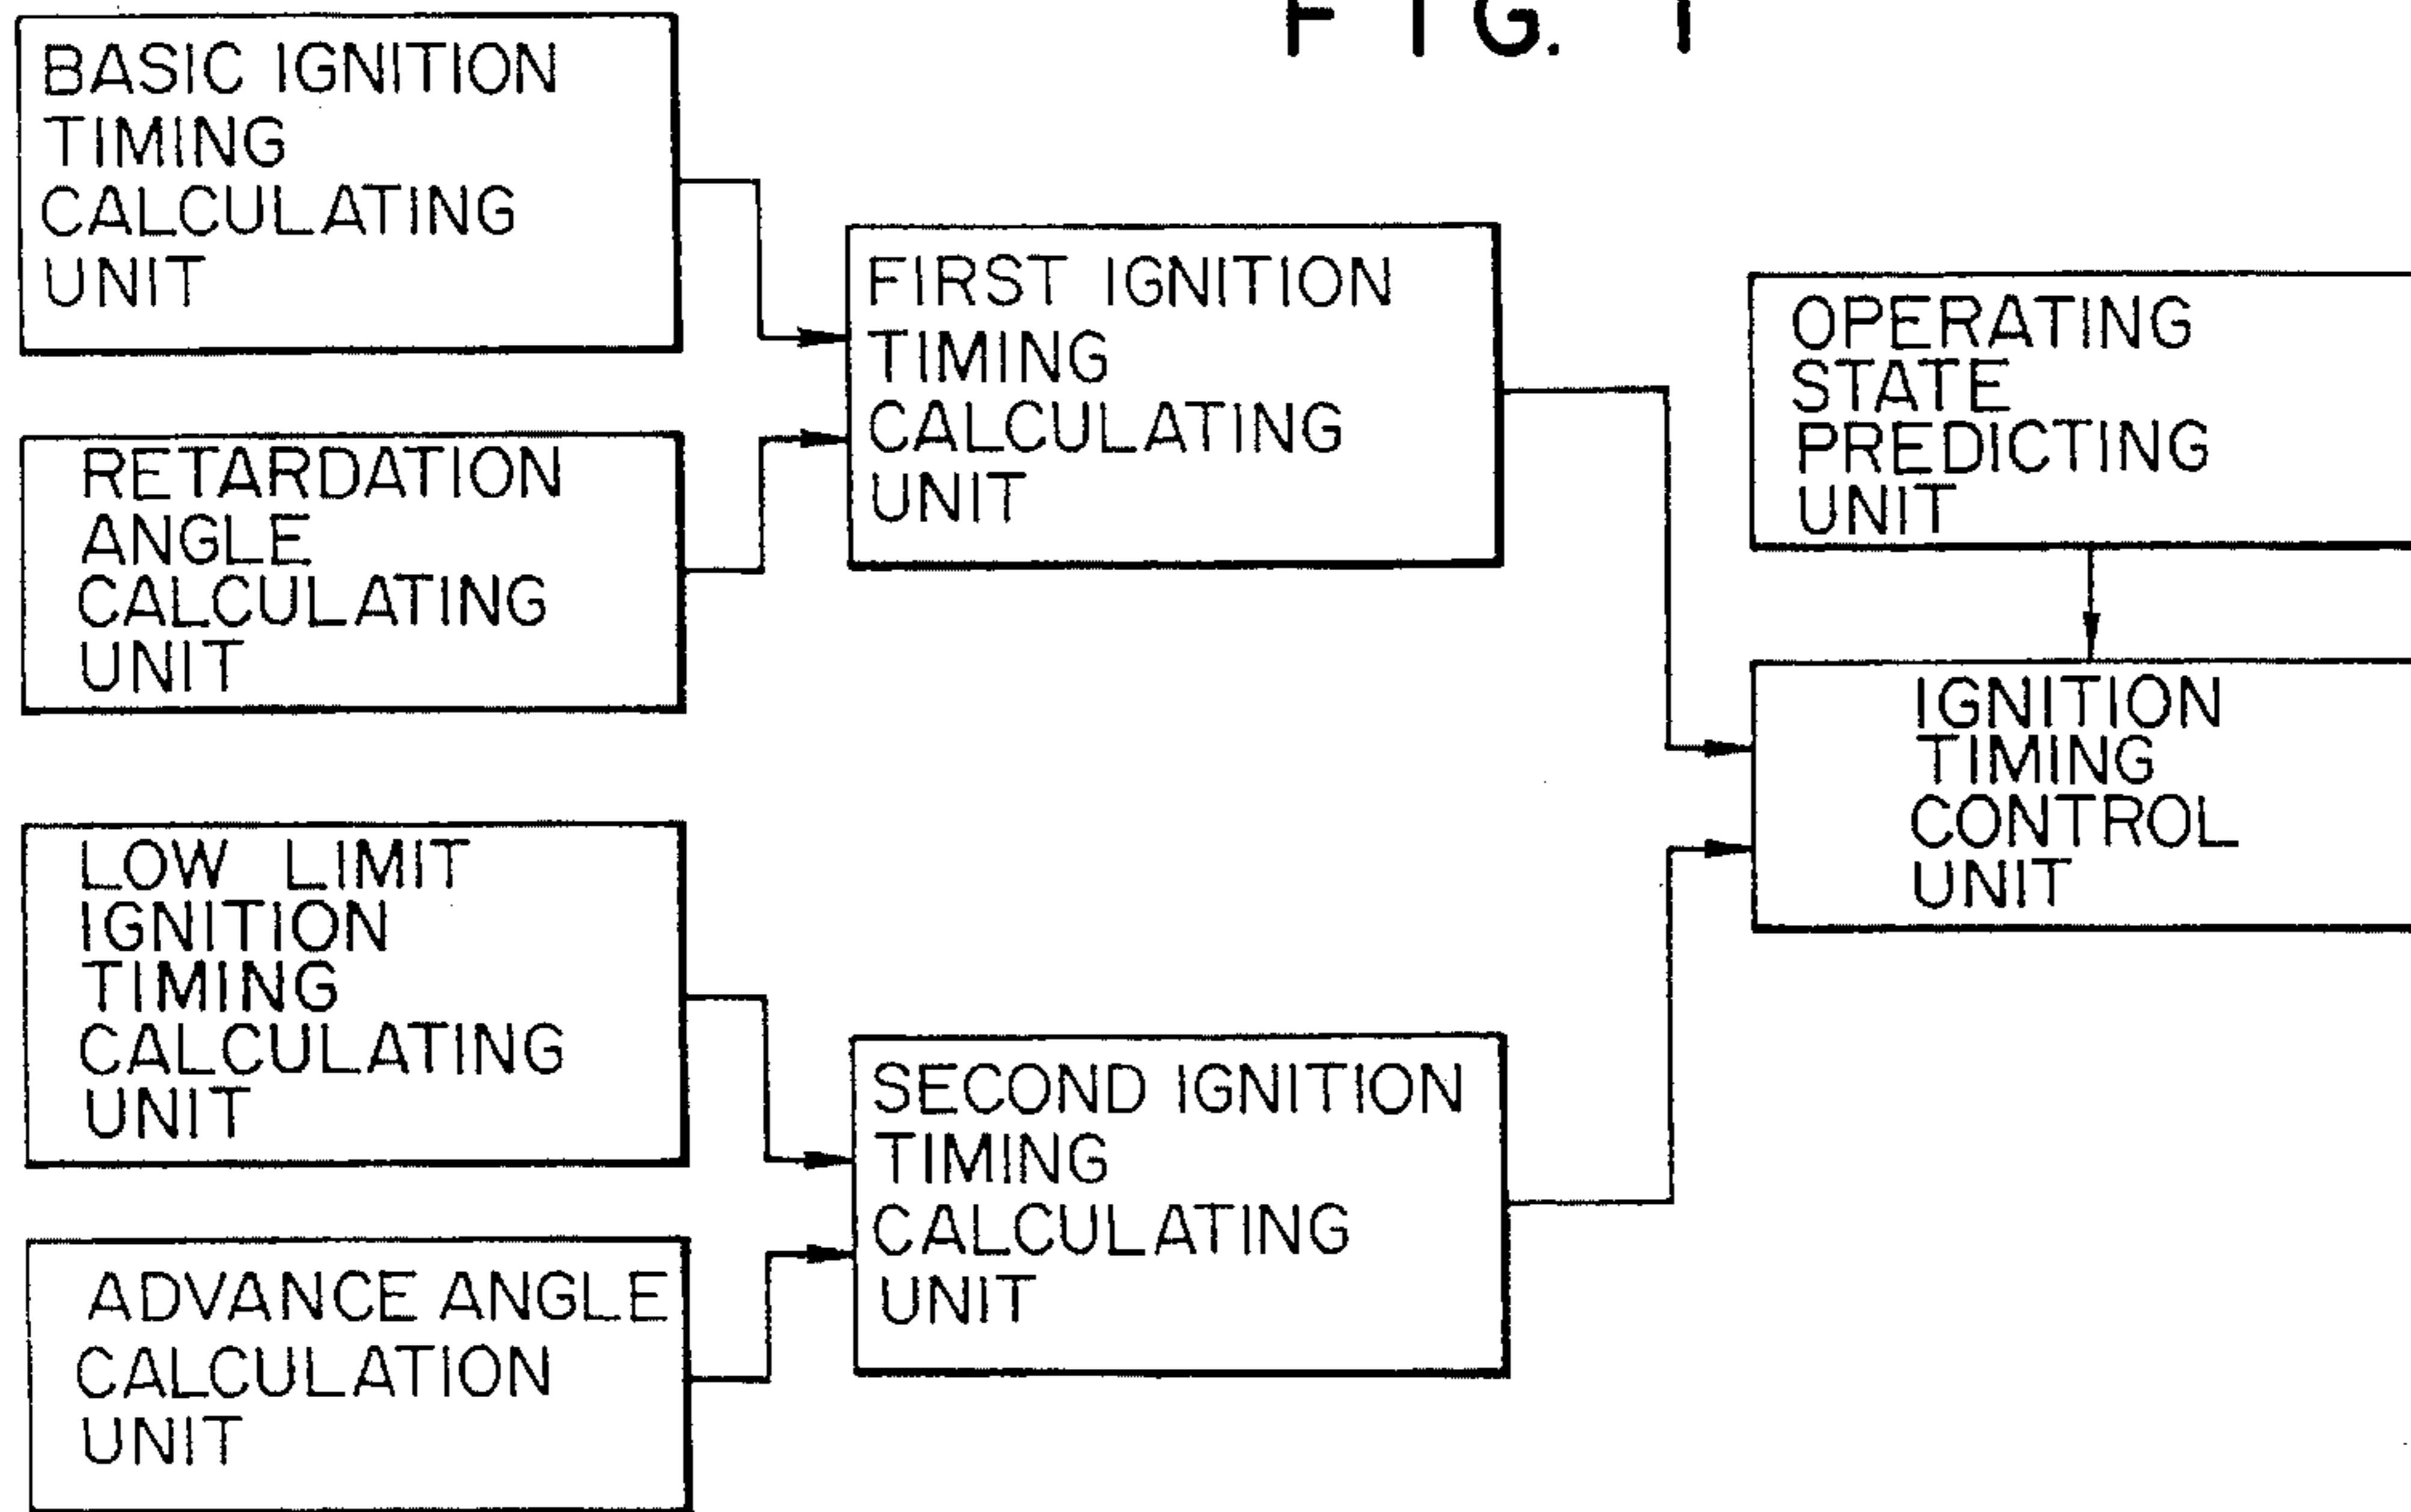 FIG. 1
BASIC IGNITION
TIMING
CALCULATING
UNIT
RETARDATION
ANGLE
CALCULATING
UNIT
LOW LIMIT
IGNITION
TIMING
CALCULATING
UNIT
ADVANCE ANGLE
CALCULATION
UNIT
FIRST IGNITION
TIMING
CALCULATING
UNIT
SECOND IGNITION
TIMING
CALCULATING
UNIT
OPERATING
STATE
PREDICTING
UNIT
IGNITION
TIMING
CONTROL
UNIT